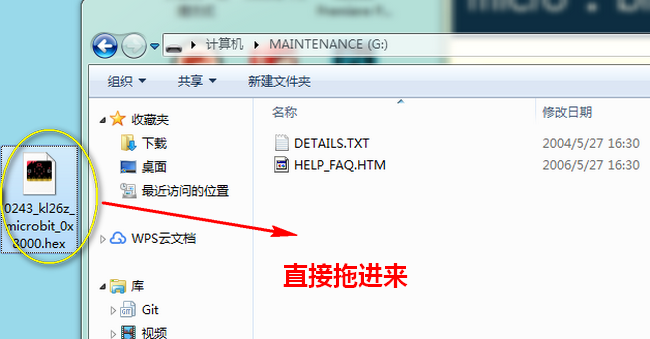 micro : b
计算机 ▸ MAINTENANCE (G:)
组织 共享 新建文件夹
收藏夹
下载
桌面
最近访问的位置
WPS云文档
库
Git
视频
名称 修改日期
DETAILS.TXT 2004/5/27 16:30
HELP_FAQ.HTM 2006/5/27 16:30
0243_kl26z_
microbit_0x
8000.hex
直接拖进来